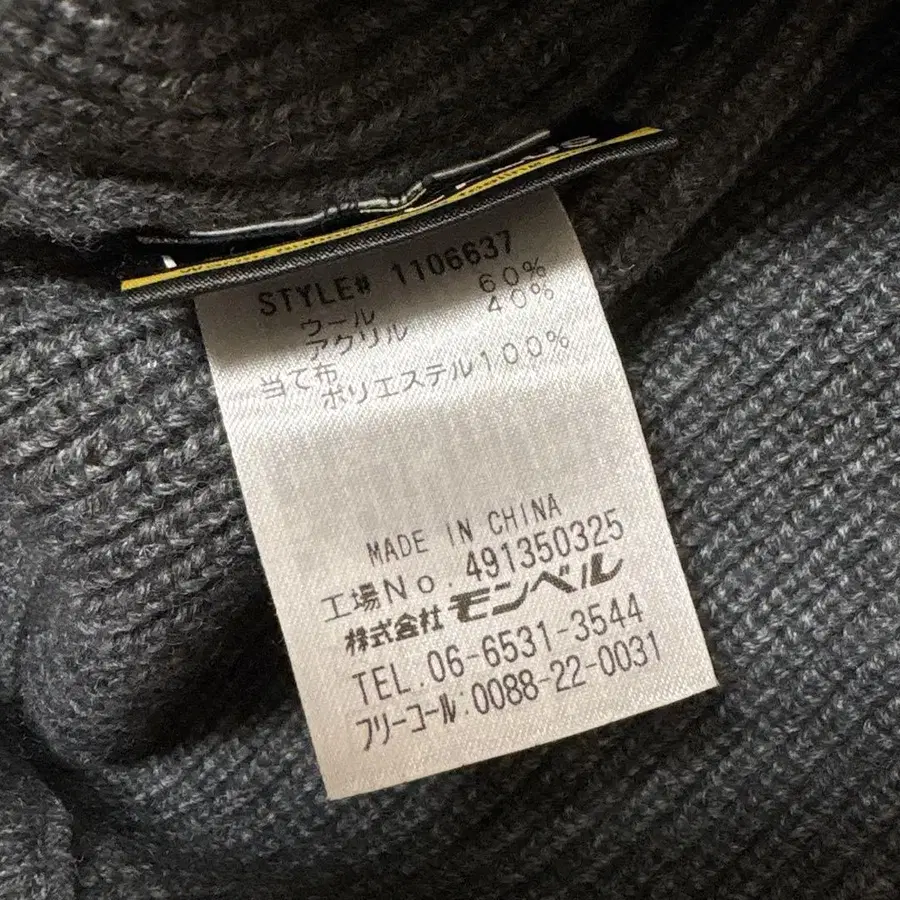 STYLE# 1106637
ウール 60%
アクリル 40%
当て布
ポリエステル100%
MADE IN CHINA
工場No. 491350325
株式会社モンベル
TEL.06-6531-3544
フリーコール:0088-22-0031